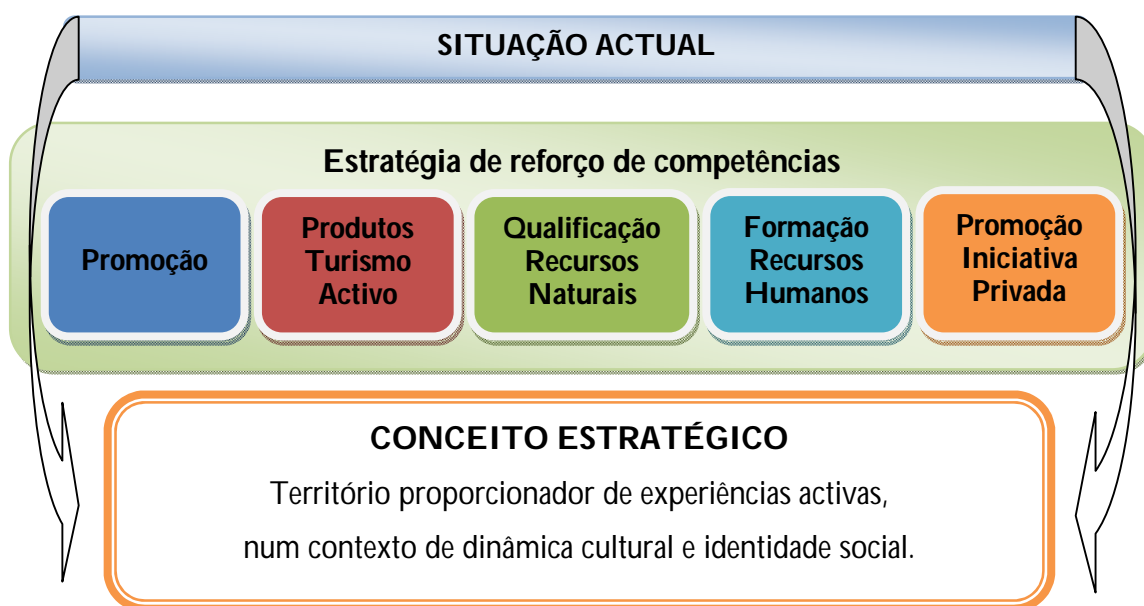 SITUAÇÃO ACTUAL
Estratégia de reforço de competências
Promoção
Produtos
Turismo
Activo
Qualificação
Recursos
Naturais
Formação
Recursos
Humanos
Promoção
Iniciativa
Privada
CONCEITO ESTRATÉGICO
Território proporcionador de experiências activas,
num contexto de dinâmica cultural e identidade social.